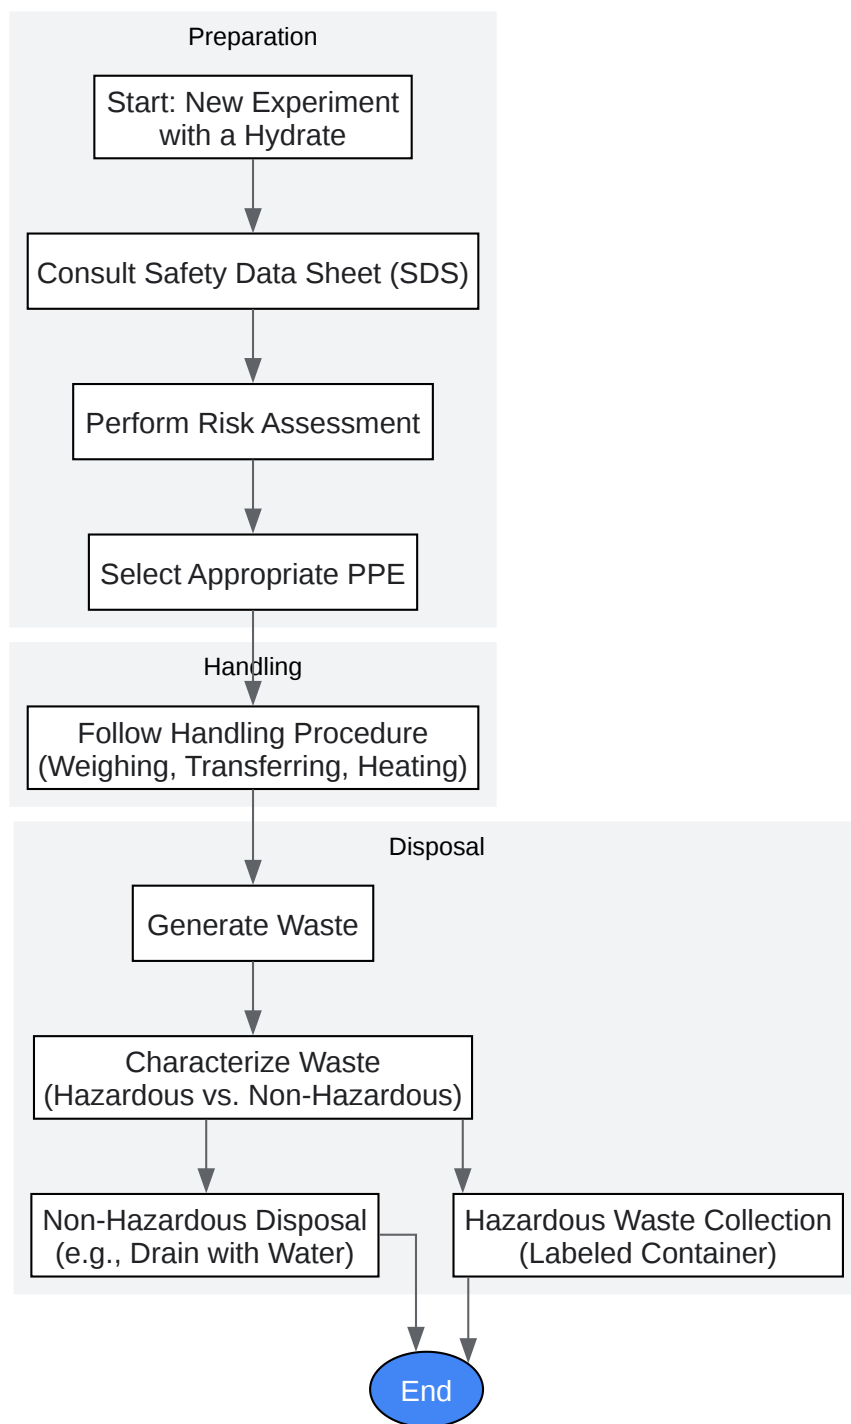 Preparation
Start: New Experiment
with a Hydrate
Consult Safety Data Sheet (SDS)
Perform Risk Assessment
Select Appropriate PPE
Handling
Follow Handling Procedure
(Weighing, Transferring, Heating)
Disposal
Generate Waste
Characterize Waste
(Hazardous vs. Non-Hazardous)
Non-Hazardous Disposal
(e.g., Drain with Water)
Hazardous Waste Collection
(Labeled Container)
End